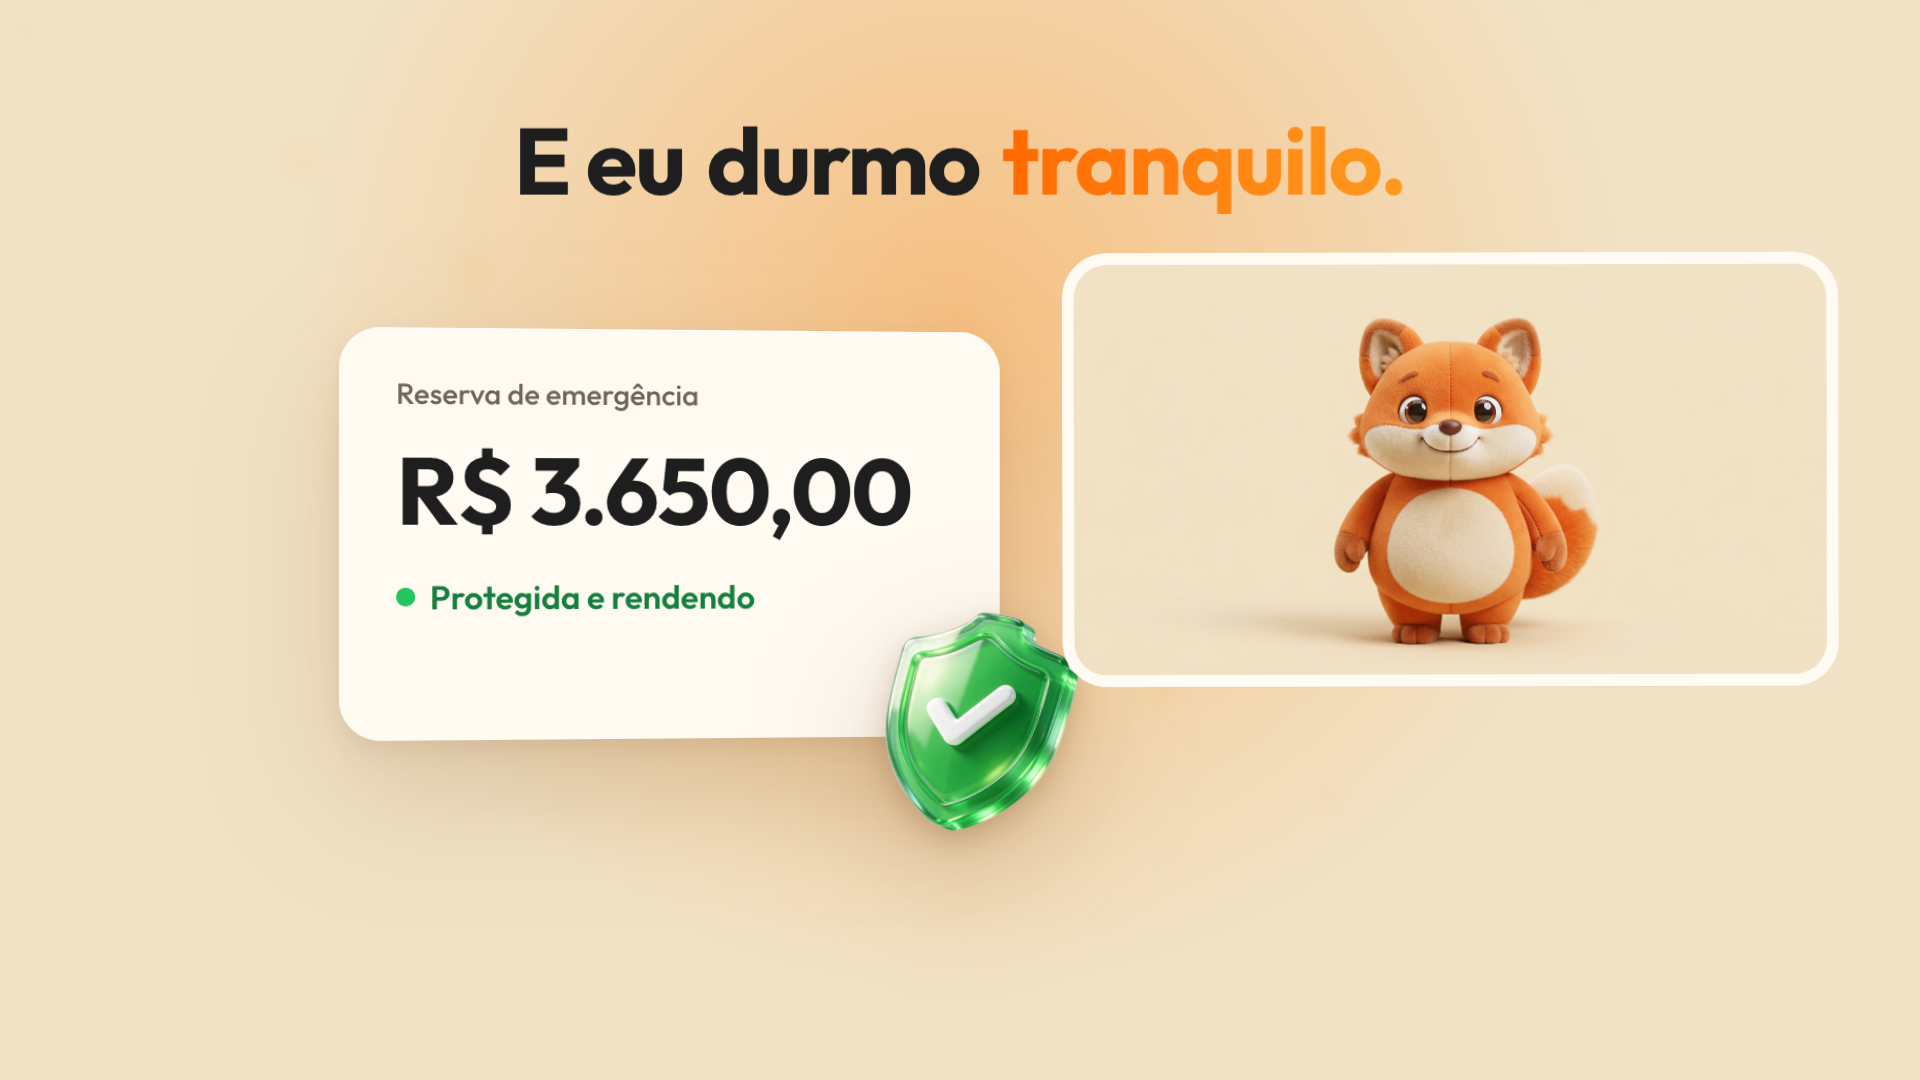 E eu durmo tranquilo.
Reserva de emergência
R$ 3.650,00
Protegida e rendendo